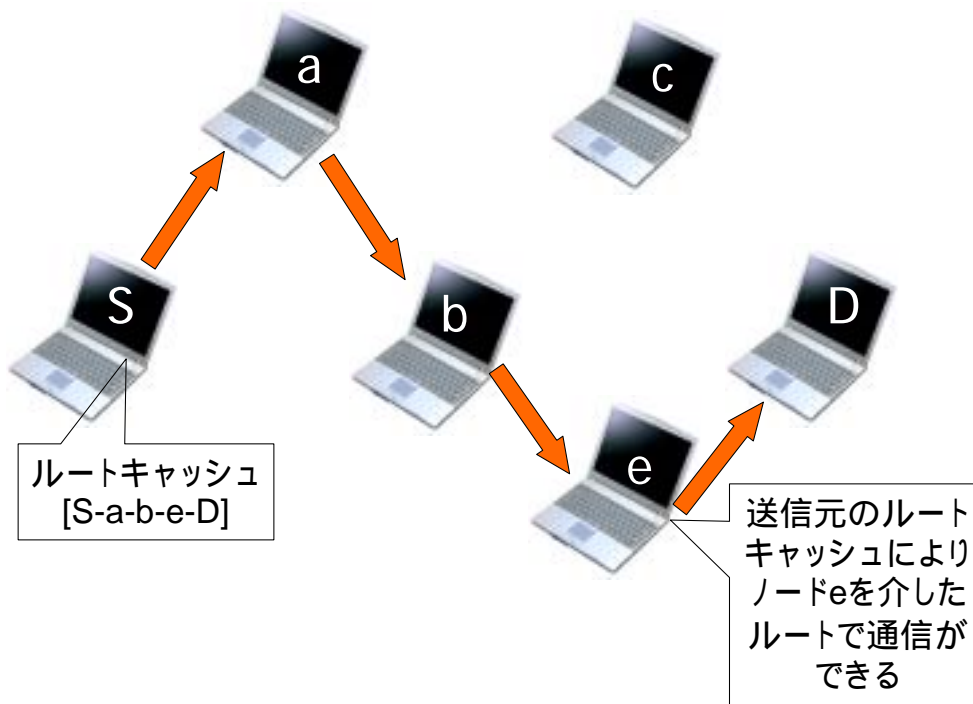 a
c
S
b
D
e
ルートキャッシュ
[S-a-b-e-D]
送信元のルート
キャッシュにより
ノードeを介した
ルートで通信が
できる